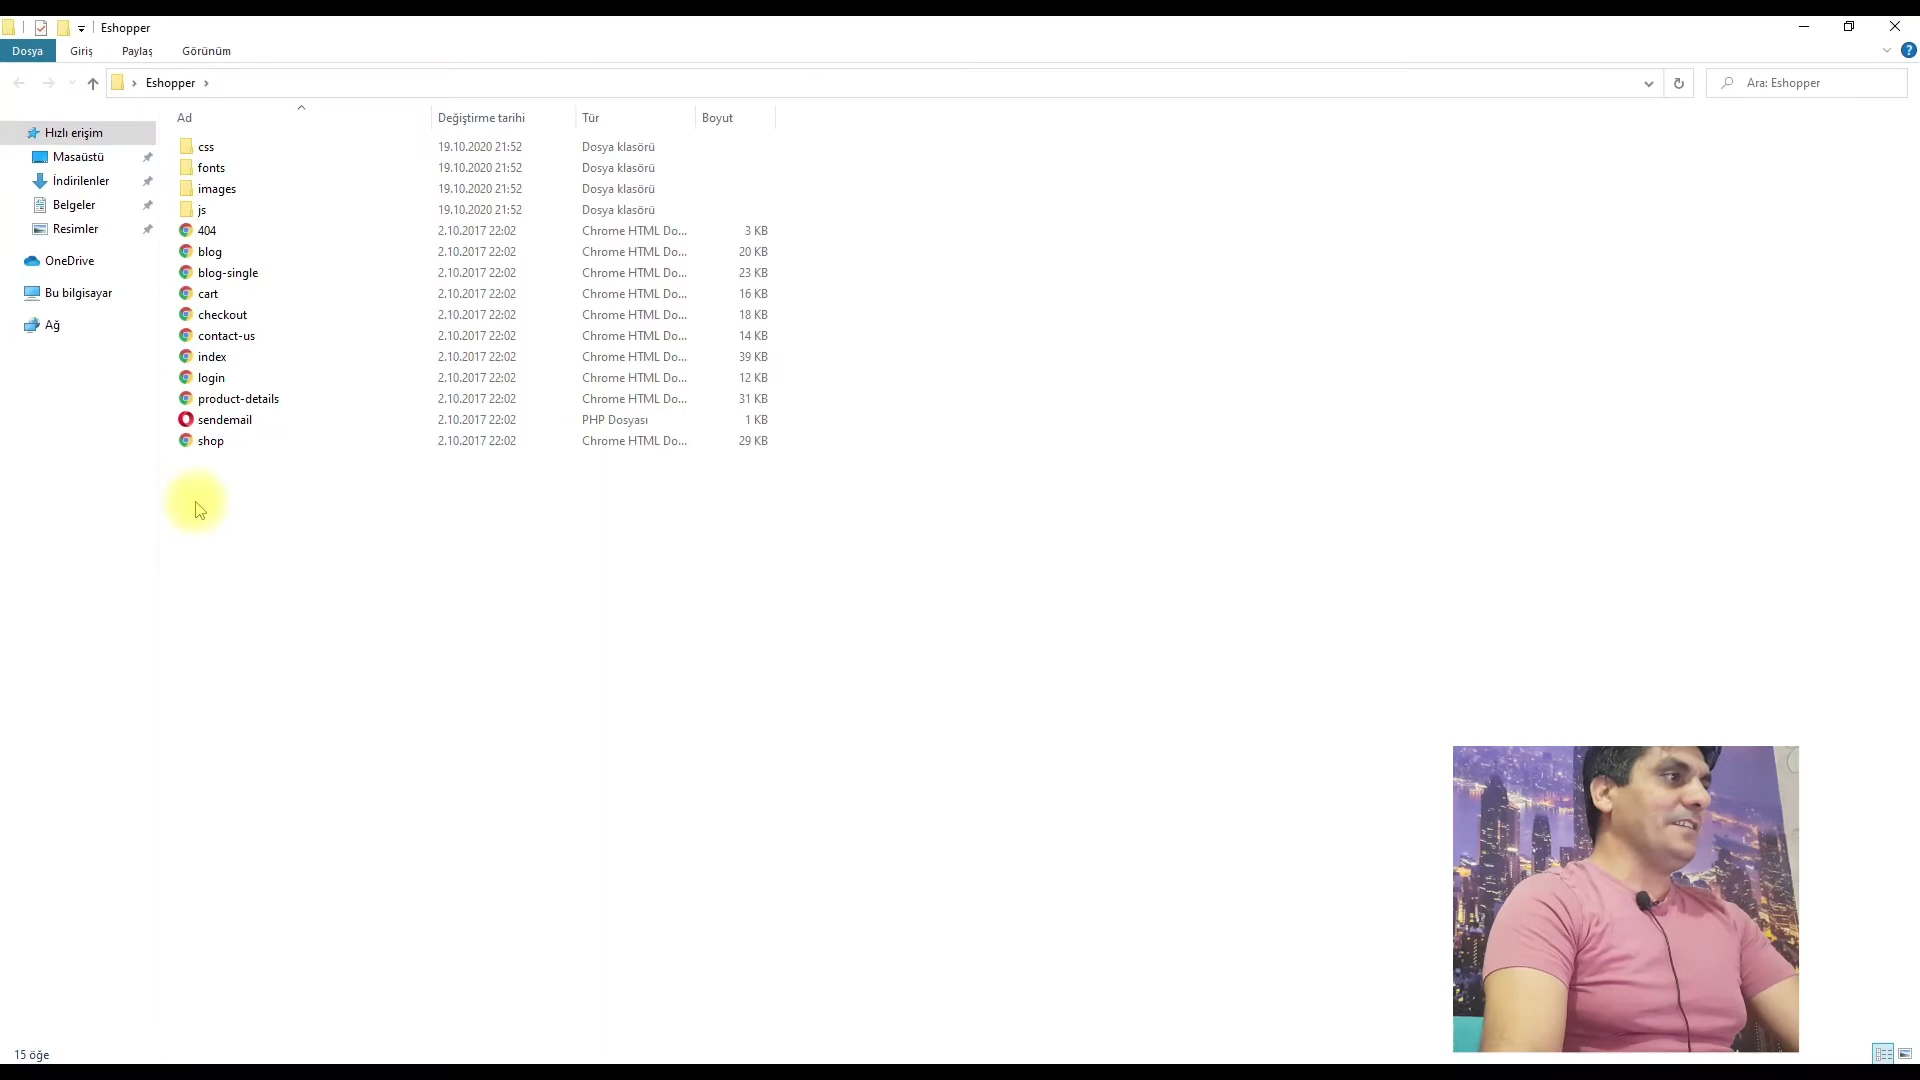 Eshopper
Dosya Giriş Paylaş Görünüm
Eshopper Ara: Eshopper
Ad Değiştirme tarihi Tür Boyut
Hızlı erişim
Masaüstü
İndirilenler
Belgeler
Resimler
OneDrive
Bu bilgisayar
Ağ
css 19.10.2020 21:52 Dosya klasörü
fonts 19.10.2020 21:52 Dosya klasörü
images 19.10.2020 21:52 Dosya klasörü
js 19.10.2020 21:52 Dosya klasörü
404 2.10.2017 22:02 Chrome HTML Do... 3 KB
blog 2.10.2017 22:02 Chrome HTML Do... 20 KB
blog-single 2.10.2017 22:02 Chrome HTML Do... 23 KB
cart 2.10.2017 22:02 Chrome HTML Do... 16 KB
checkout 2.10.2017 22:02 Chrome HTML Do... 18 KB
contact-us 2.10.2017 22:02 Chrome HTML Do... 14 KB
index 2.10.2017 22:02 Chrome HTML Do... 39 KB
login 2.10.2017 22:02 Chrome HTML Do... 12 KB
product-details 2.10.2017 22:02 Chrome HTML Do... 31 KB
sendemail 2.10.2017 22:02 PHP Dosyası 1 KB
shop 2.10.2017 22:02 Chrome HTML Do... 29 KB
15 öğe